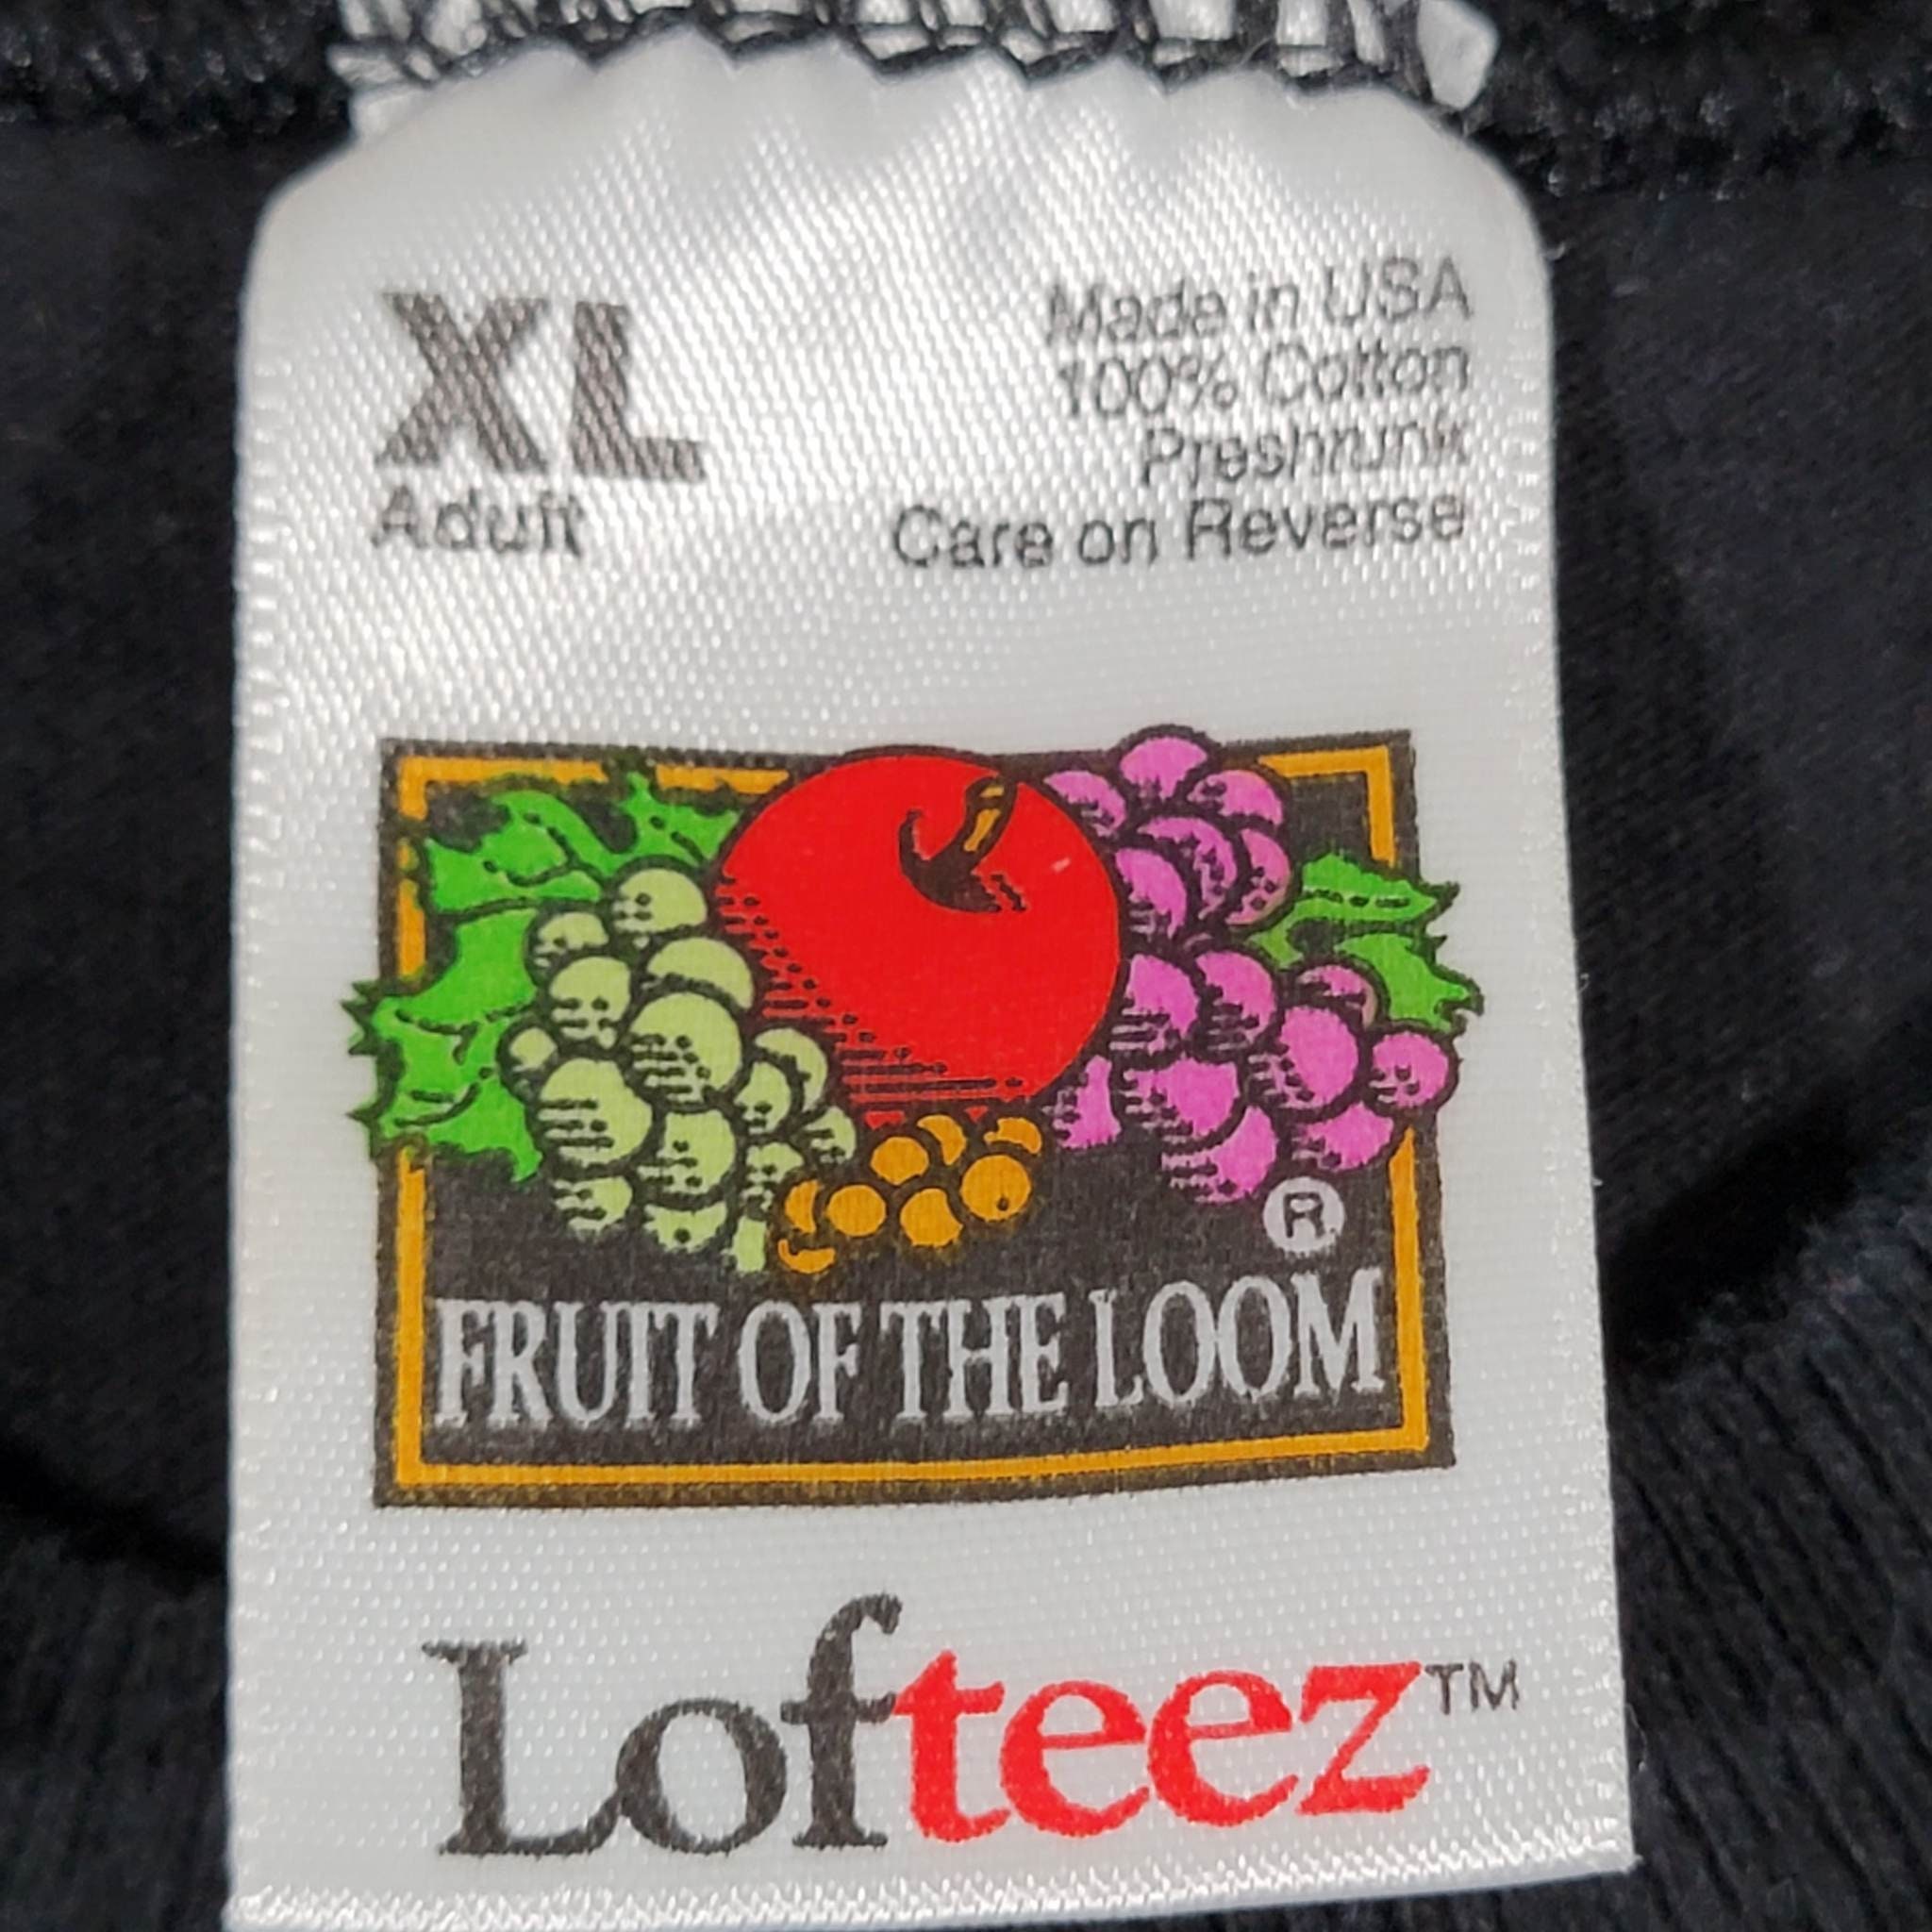 XL
Adult
Made in USA
100% Cotton
Preshrunk
Care on Reverse
®
FRUIT OF THE LOOM
Lofteez™